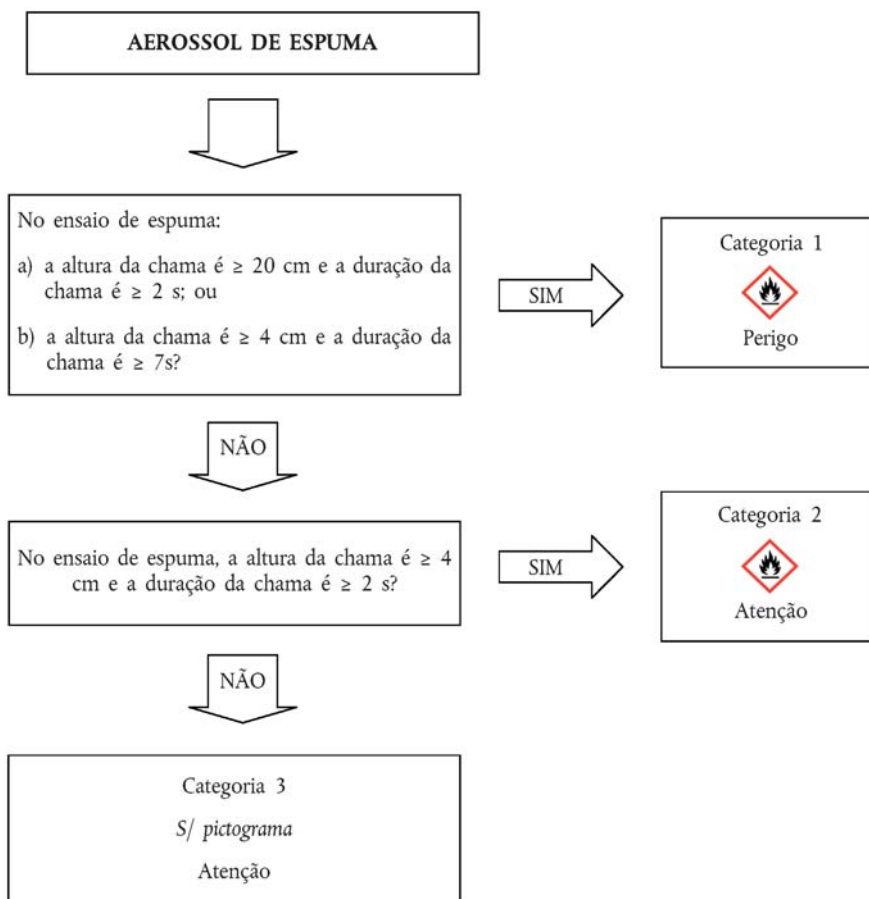 AEROSSOL DE ESPUMA
No ensaio de espuma:
a) a altura da chama é ≥ 20 cm e a duração da
chama é ≥ 2 s; ou
b) a altura da chama é ≥ 4 cm e a duração da
chama é ≥ 7s?
SIM
Categoria 1
Perigo
NÃO
No ensaio de espuma, a altura da chama é ≥ 4
cm e a duração da chama é ≥ 2 s?
SIM
Categoria 2
Atenção
NÃO
Categoria 3
S/ pictograma
Atenção